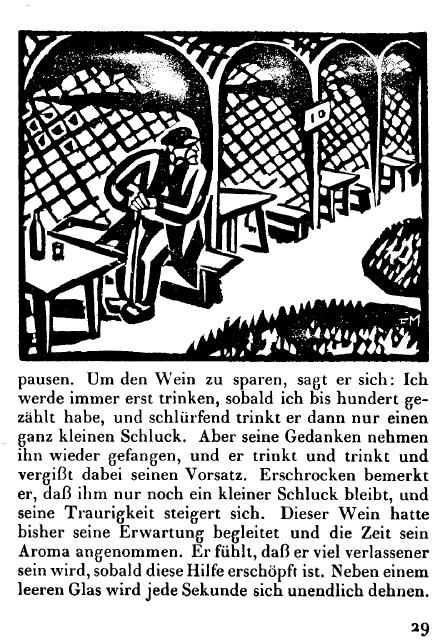 10
FM
pausen. Um den Wein zu sparen, sagt er sich: Ich
werde immer erst trinken, sobald ich bis hundert ge-
zählt habe, und schlürfend trinkt er dann nur einen
ganz kleinen Schluck. Aber seine Gedanken nehmen
ihn wieder gefangen, und er trinkt und trinkt und
vergißt dabei seinen Vorsatz. Erschrocken bemerkt
er, daß ihm nur noch ein kleiner Schluck bleibt, und
seine Traurigkeit steigert sich. Dieser Wein hatte
bisher seine Erwartung begleitet und die Zeit sein
Aroma angenommen. Er fühlt, daß er viel verlassener
sein wird, sobald diese Hilfe erschöpft ist. Neben einem
leeren Glas wird jede Sekunde sich unendlich dehnen.
29